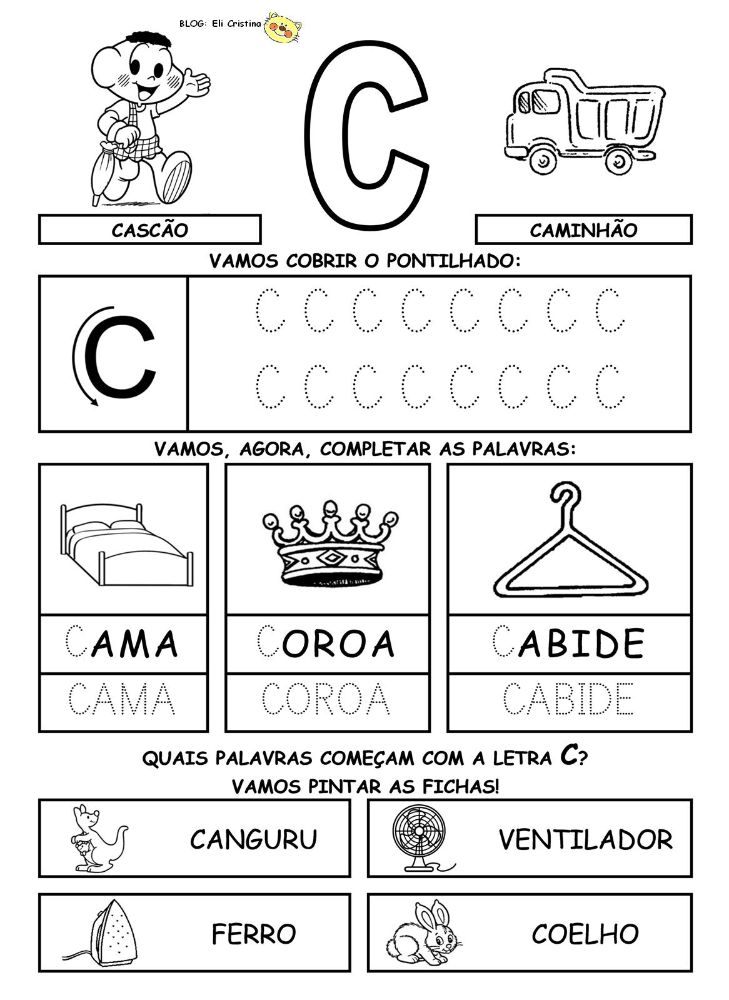 BLOG: Eli Cristina
C
CASCÃO
CAMINHÃO
VAMOS COBRIR O PONTILHADO:
C
C C C C C C C C
C C C C C C C C
VAMOS, AGORA, COMPLETAR AS PALAVRAS:
CAMA
COROA
CABIDE
CAMA
COROA
CABIDE
QUAIS PALAVRAS COMEÇAM COM A LETRA C?
VAMOS PINTAR AS FICHAS!
CANGURU
VENTILADOR
FERRO
COELHO